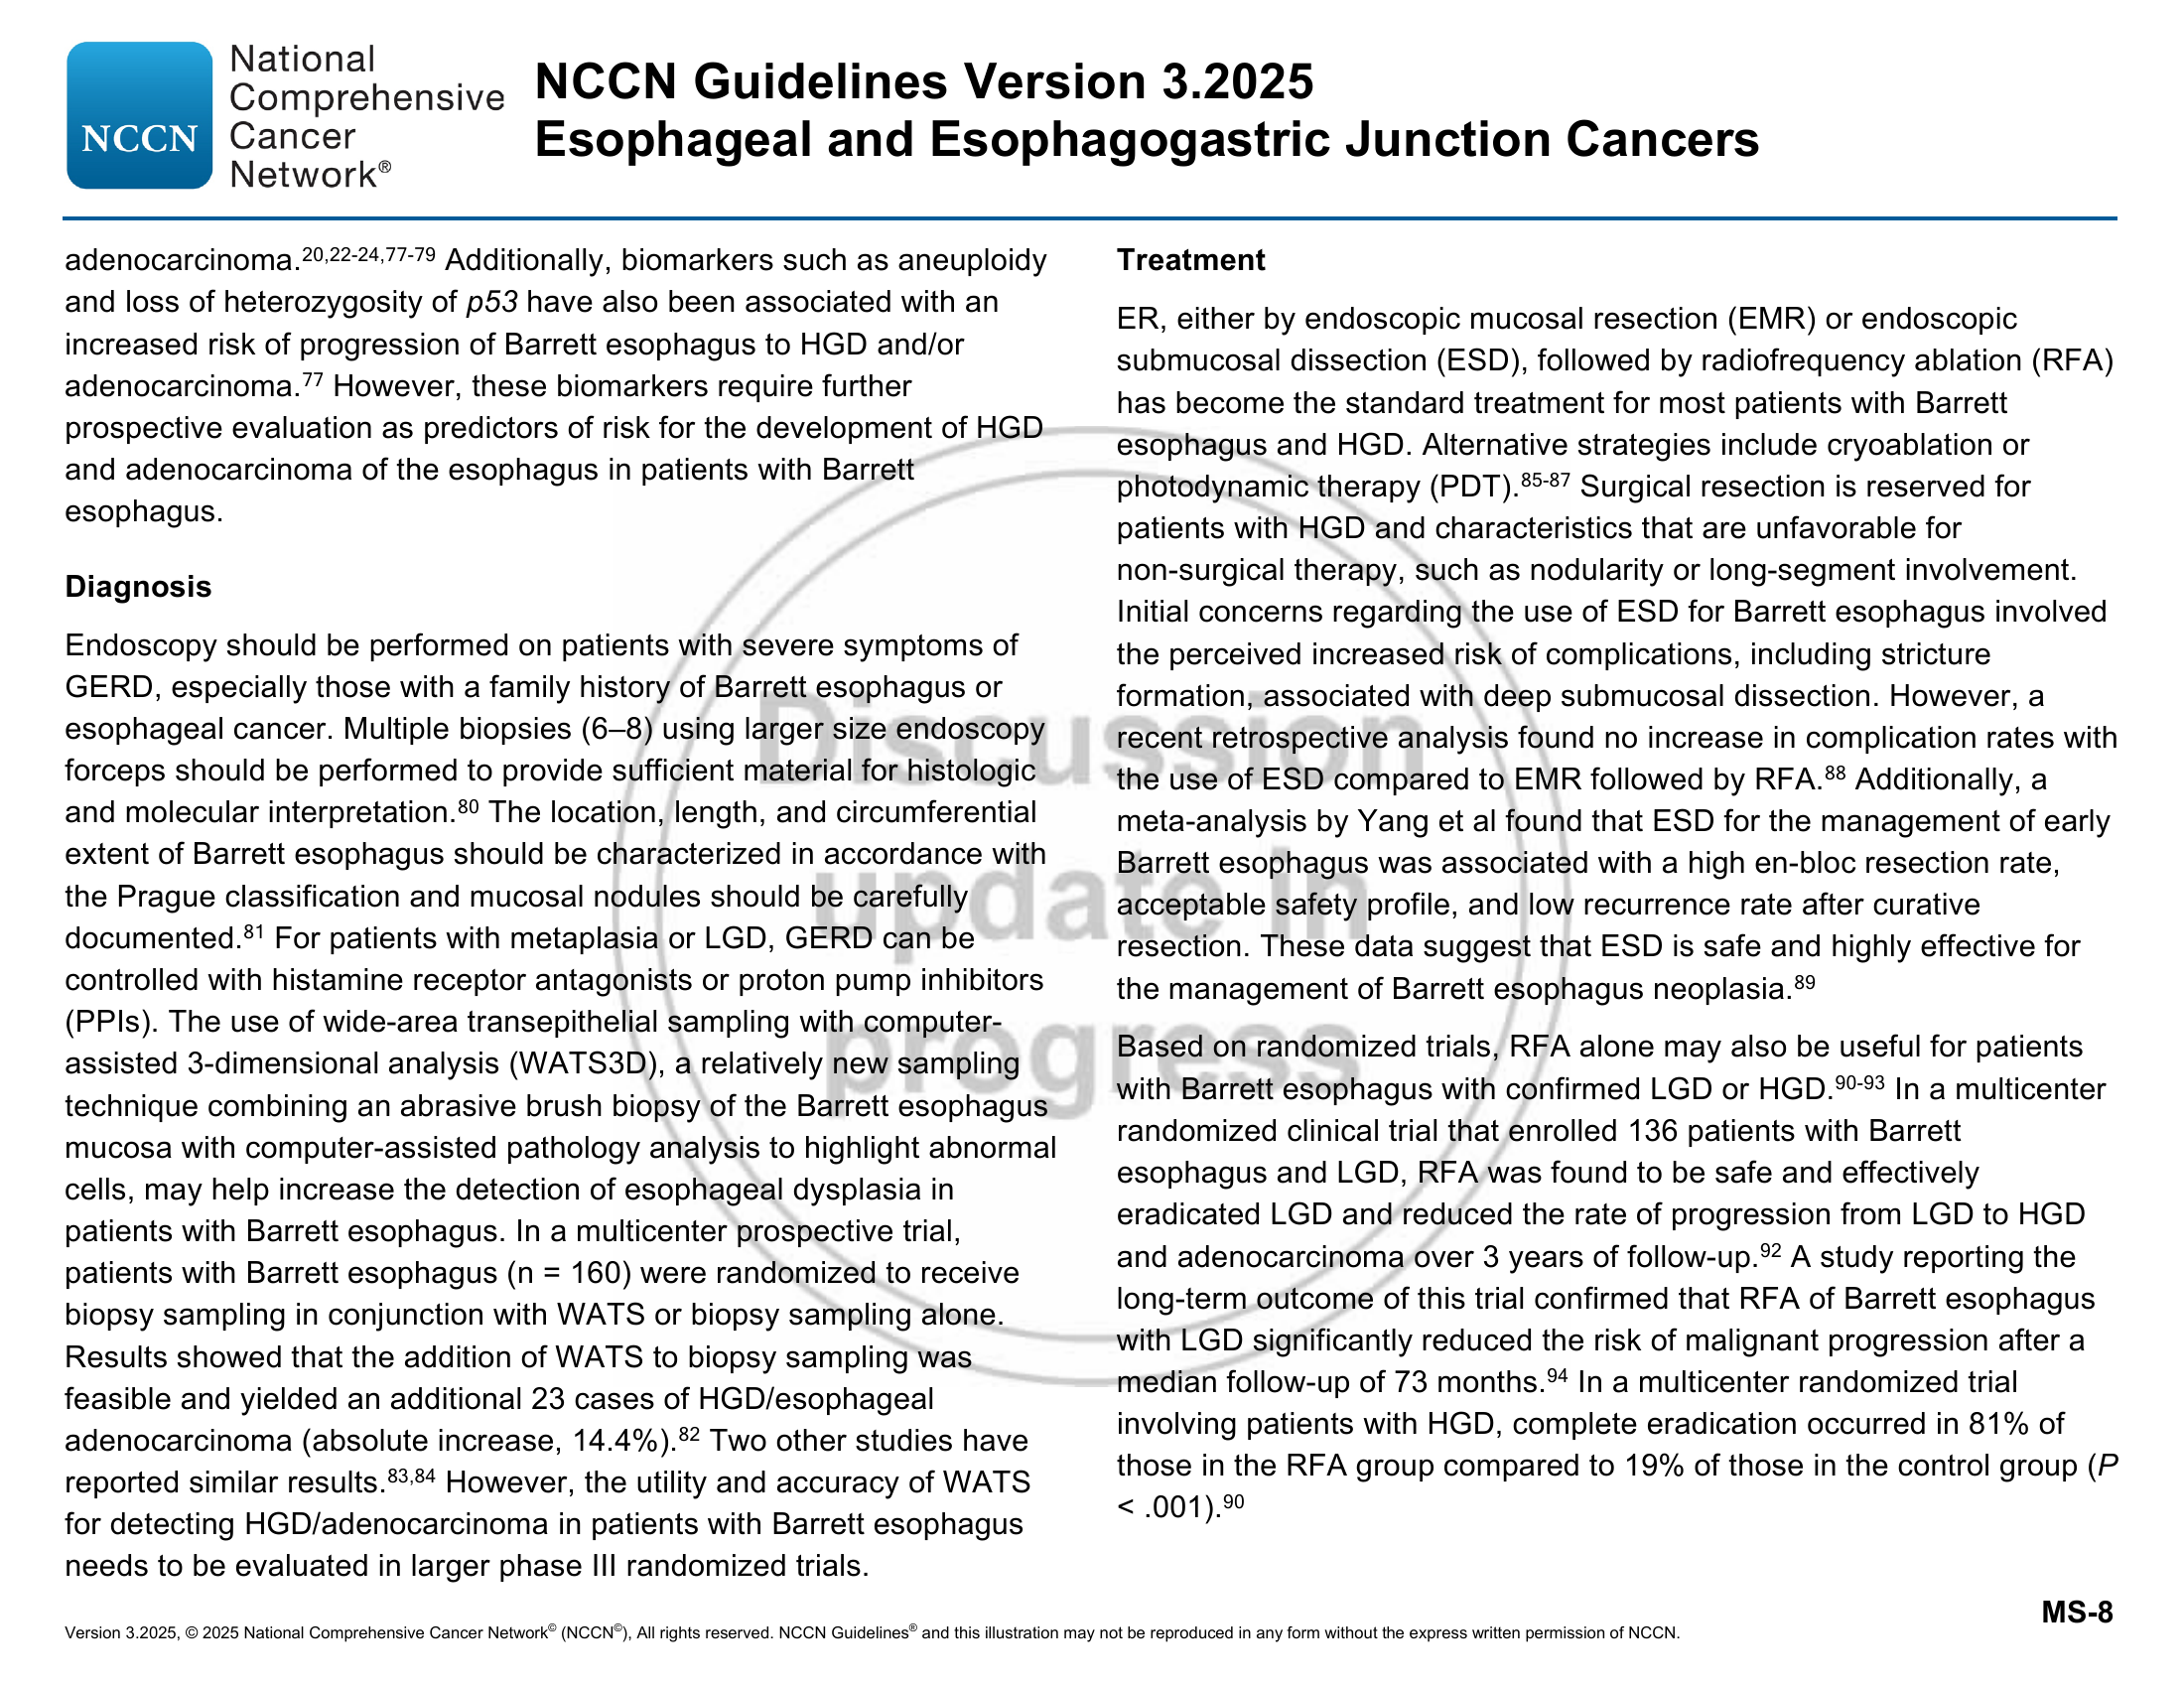 NCCN
National
Comprehensive
Cancer
Network®
NCCN Guidelines Version 3.2025
Esophageal and Esophagogastric Junction Cancers
adenocarcinoma.20,22-24,77-79 Additionally, biomarkers such as aneuploidy
and loss of heterozygosity of p53 have also been associated with an
increased risk of progression of Barrett esophagus to HGD and/or
adenocarcinoma.77 However, these biomarkers require further
prospective evaluation as predictors of risk for the development of HGD
and adenocarcinoma of the esophagus in patients with Barrett
esophagus.
Diagnosis
Endoscopy should be performed on patients with severe symptoms of
GERD, especially those with a family history of Barrett esophagus or
esophageal cancer. Multiple biopsies (6–8) using larger size endoscopy
forceps should be performed to provide sufficient material for histologic
and molecular interpretation.80 The location, length, and circumferential
extent of Barrett esophagus should be characterized in accordance with
the Prague classification and mucosal nodules should be carefully
documented.81 For patients with metaplasia or LGD, GERD can be
controlled with histamine receptor antagonists or proton pump inhibitors
(PPIs). The use of wide-area transepithelial sampling with computer-
assisted 3-dimensional analysis (WATS3D), a relatively new sampling
technique combining an abrasive brush biopsy of the Barrett esophagus
mucosa with computer-assisted pathology analysis to highlight abnormal
cells, may help increase the detection of esophageal dysplasia in
patients with Barrett esophagus. In a multicenter prospective trial,
patients with Barrett esophagus (n = 160) were randomized to receive
biopsy sampling in conjunction with WATS or biopsy sampling alone.
Results showed that the addition of WATS to biopsy sampling was
feasible and yielded an additional 23 cases of HGD/esophageal
adenocarcinoma (absolute increase, 14.4%).82 Two other studies have
reported similar results.83,84 However, the utility and accuracy of WATS
for detecting HGD/adenocarcinoma in patients with Barrett esophagus
needs to be evaluated in larger phase III randomized trials.
Treatment
ER, either by endoscopic mucosal resection (EMR) or endoscopic
submucosal dissection (ESD), followed by radiofrequency ablation (RFA)
has become the standard treatment for most patients with Barrett
esophagus and HGD. Alternative strategies include cryoablation or
photodynamic therapy (PDT).85-87 Surgical resection is reserved for
patients with HGD and characteristics that are unfavorable for
non-surgical therapy, such as nodularity or long-segment involvement.
Initial concerns regarding the use of ESD for Barrett esophagus involved
the perceived increased risk of complications, including stricture
formation, associated with deep submucosal dissection. However, a
recent retrospective analysis found no increase in complication rates with
the use of ESD compared to EMR followed by RFA.88 Additionally, a
meta-analysis by Yang et al found that ESD for the management of early
Barrett esophagus was associated with a high en-bloc resection rate,
acceptable safety profile, and low recurrence rate after curative
resection. These data suggest that ESD is safe and highly effective for
the management of Barrett esophagus neoplasia.89
Based on randomized trials, RFA alone may also be useful for patients
with Barrett esophagus with confirmed LGD or HGD.90-93 In a multicenter
randomized clinical trial that enrolled 136 patients with Barrett
esophagus and LGD, RFA was found to be safe and effectively
eradicated LGD and reduced the rate of progression from LGD to HGD
and adenocarcinoma over 3 years of follow-up.92 A study reporting the
long-term outcome of this trial confirmed that RFA of Barrett esophagus
with LGD significantly reduced the risk of malignant progression after a
median follow-up of 73 months.94 In a multicenter randomized trial
involving patients with HGD, complete eradication occurred in 81% of
those in the RFA group compared to 19% of those in the control group (P
< .001).90
Discussion
update in
progress
MS-8
Version 3.2025, © 2025 National Comprehensive Cancer Network© (NCCN©), All rights reserved. NCCN Guidelines® and this illustration may not be reproduced in any form without the express written permission of NCCN.